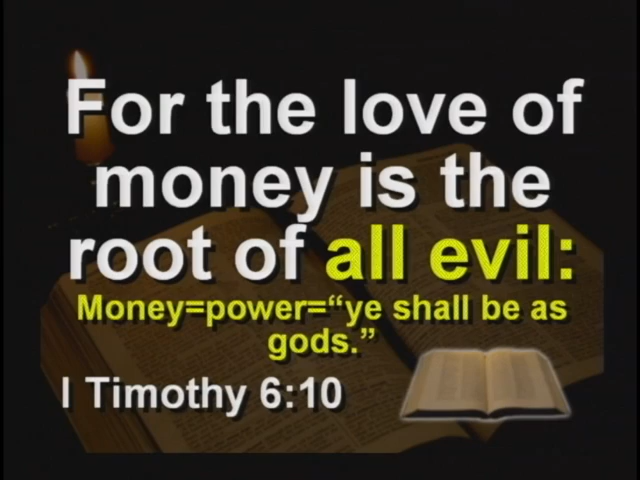 For the love of
money is the
root of all evil:
Money=power=“ye shall be as
gods.”
I Timothy 6:10